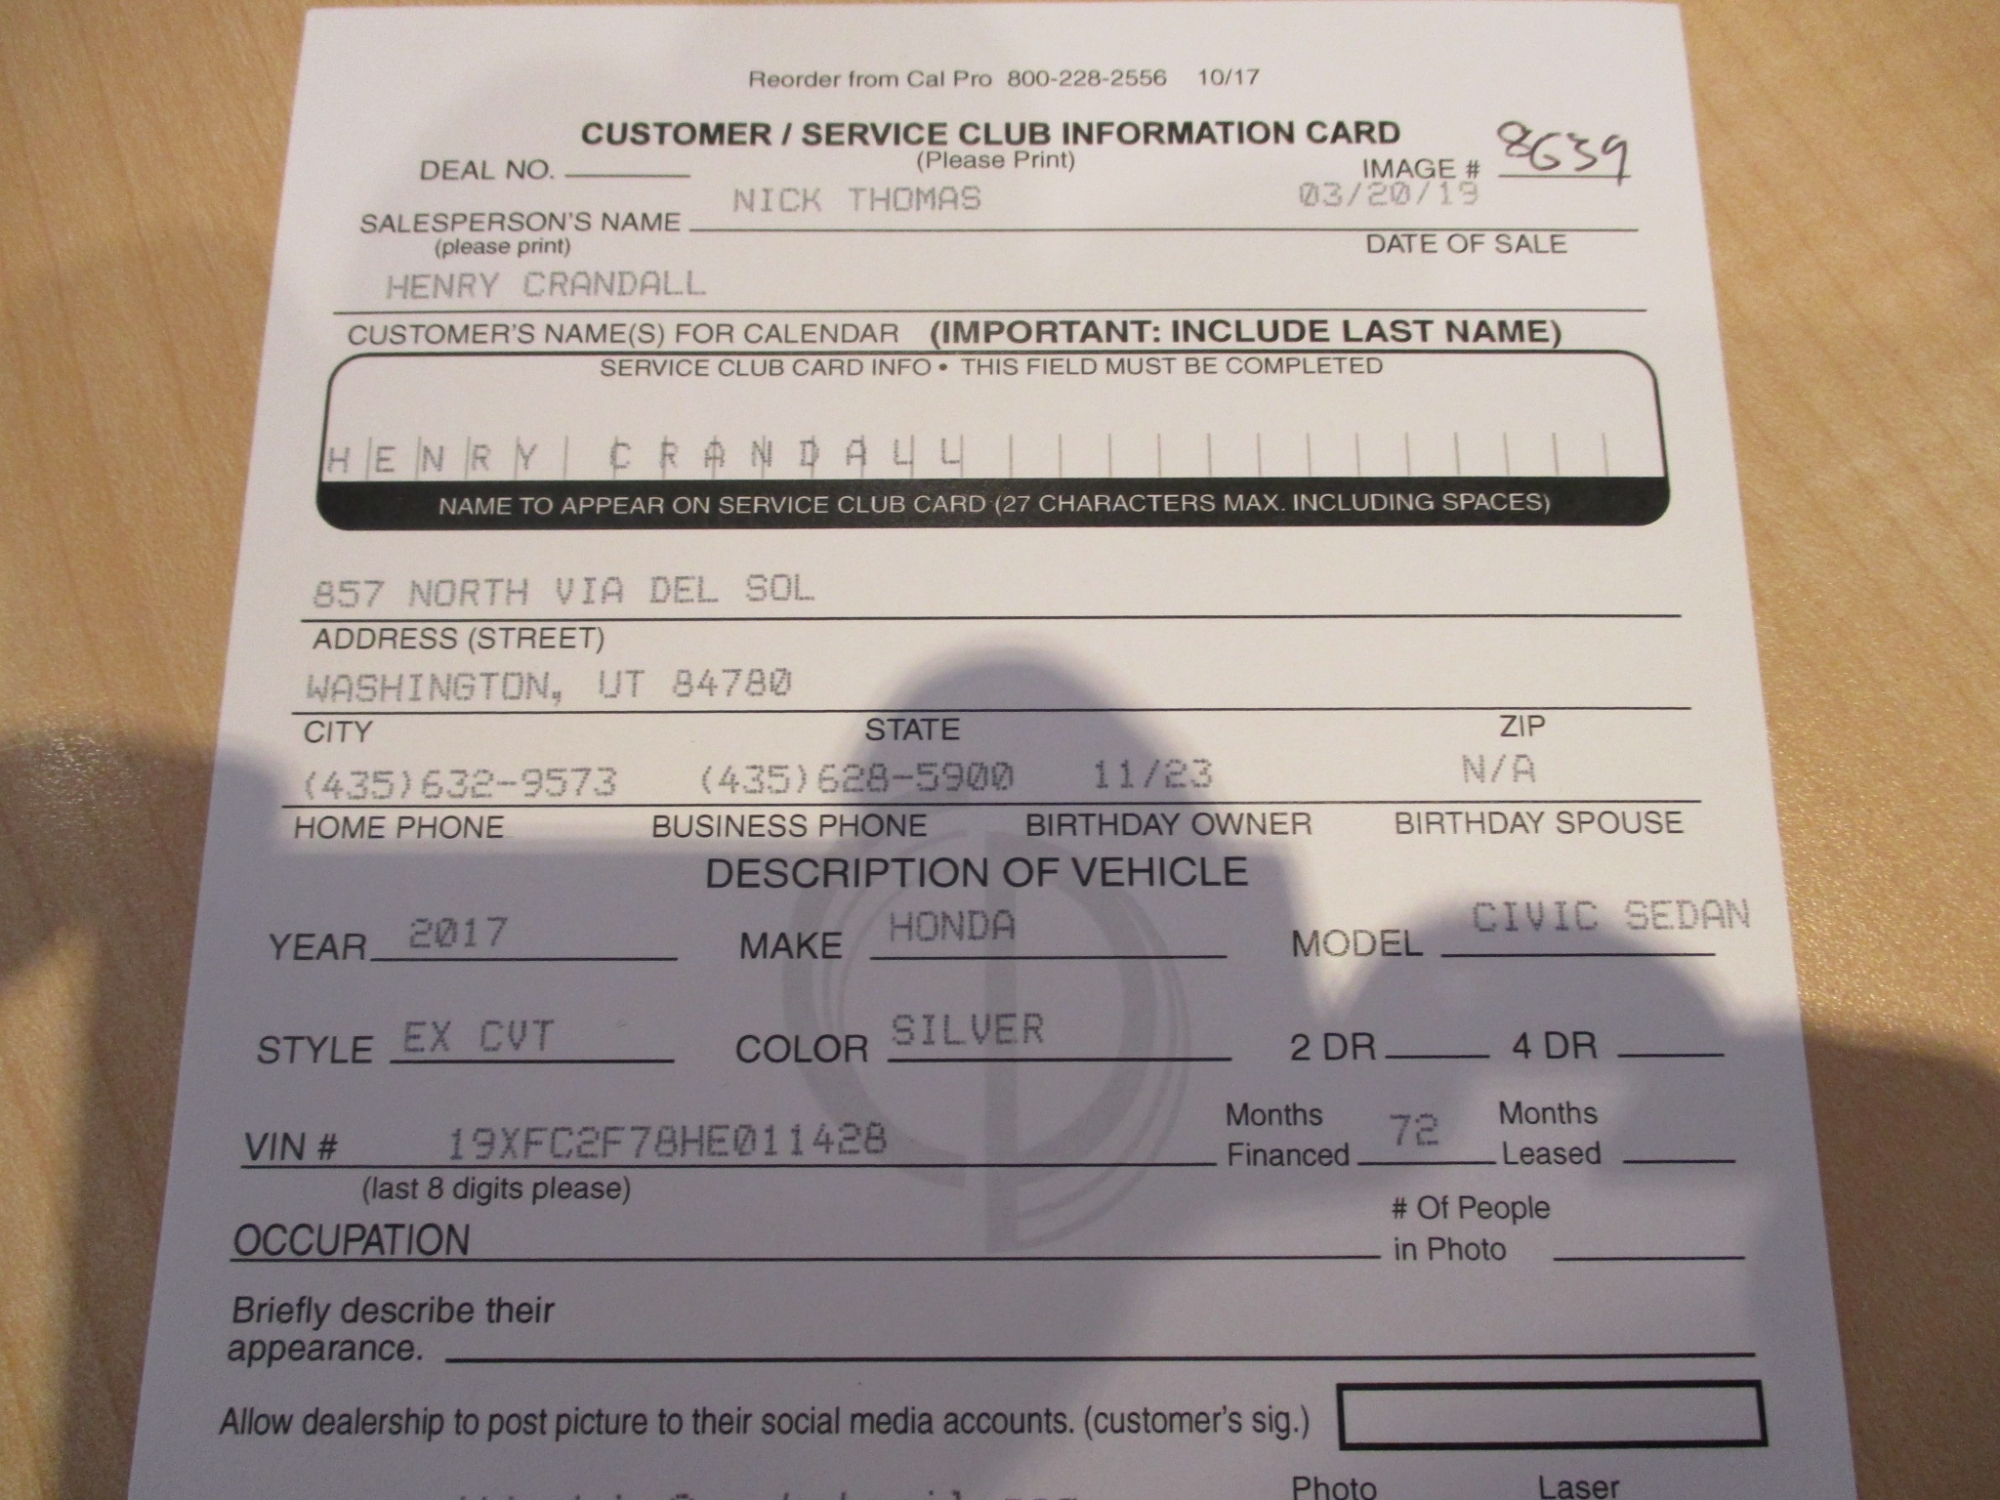 Reorder from Cal Pro 800-228-2556 10/17
CUSTOMER / SERVICE CLUB INFORMATION CARD
(Please Print)
DEAL NO. IMAGE # 8639
NICK THOMAS 03/20/19
SALESPERSON'S NAME
(please print) DATE OF SALE
HENRY CRANDALL
CUSTOMER'S NAME(S) FOR CALENDAR (IMPORTANT: INCLUDE LAST NAME)
SERVICE CLUB CARD INFO • THIS FIELD MUST BE COMPLETED
HENRY CRANDALL
NAME TO APPEAR ON SERVICE CLUB CARD (27 CHARACTERS MAX. INCLUDING SPACES)
857 NORTH VIA DEL SOL
ADDRESS (STREET)
WASHINGTON, UT 84780
CITY STATE ZIP
(435)632-9573 (435)628-5900 11/23 N/A
HOME PHONE BUSINESS PHONE BIRTHDAY OWNER BIRTHDAY SPOUSE
DESCRIPTION OF VEHICLE
YEAR 2017 MAKE HONDA MODEL CIVIC SEDAN
STYLE EX CVT COLOR SILVER 2 DR 4 DR
VIN # 19XFC2F78HE011428 Months Financed 72 Months Leased
(last 8 digits please)
OCCUPATION # Of People in Photo
Briefly describe their
appearance.
Allow dealership to post picture to their social media accounts. (customer's sig.)
Photo Laser